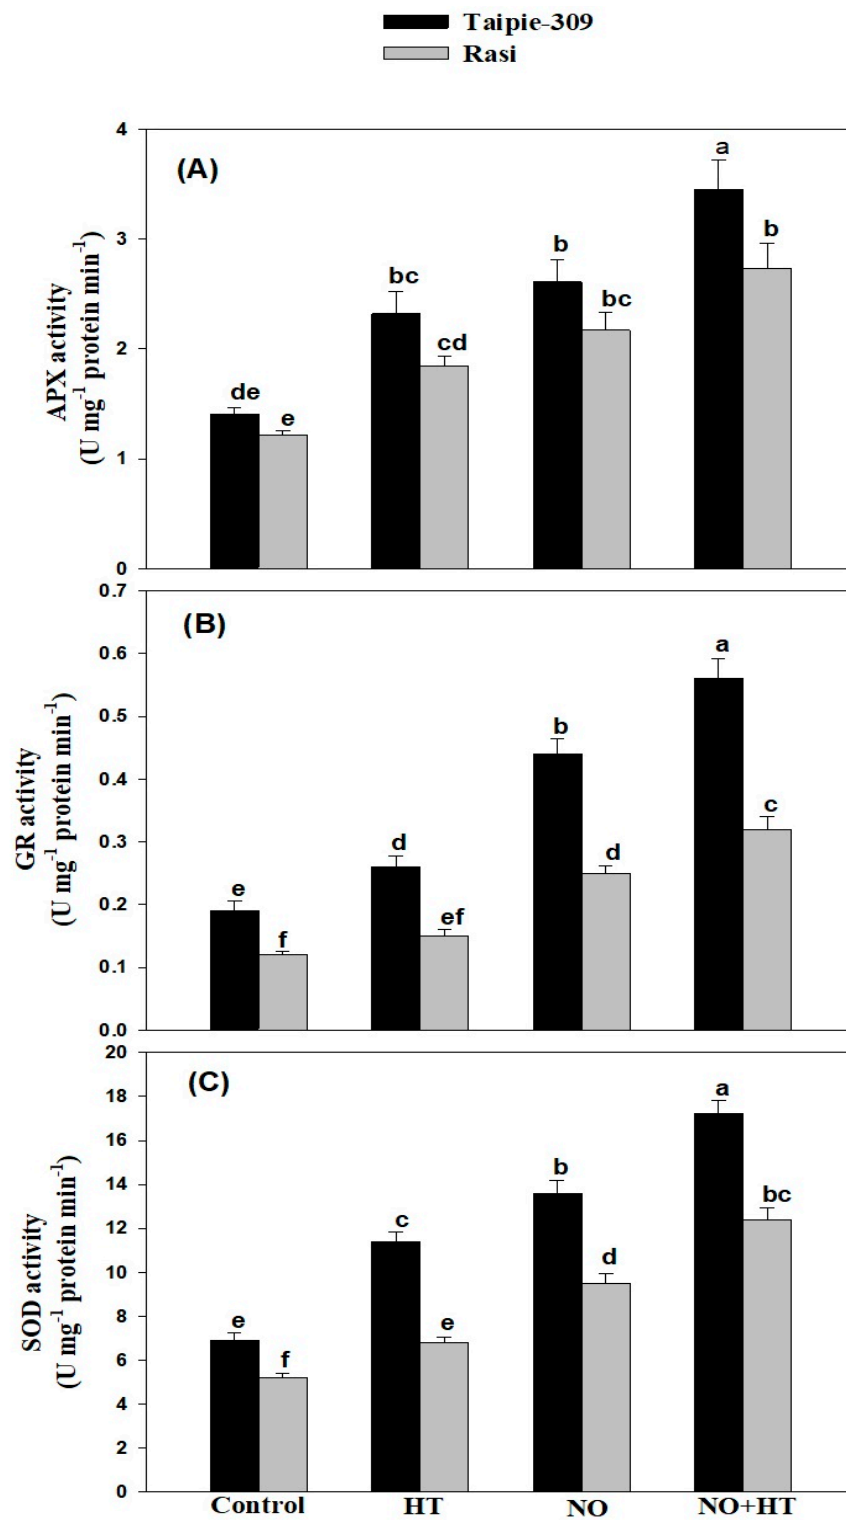 Taipie-309
Rasi
(A)
APX activity
(U mg⁻¹ protein min⁻¹)
4
3
2
1
0
de
e
bc
cd
b
bc
a
b
(B)
GR activity
(U mg⁻¹ protein min⁻¹)
0.7
0.6
0.5
0.4
0.3
0.2
0.1
0.0
e
f
d
ef
b
d
a
c
(C)
SOD activity
(U mg⁻¹ protein min⁻¹)
20
18
16
14
12
10
8
6
4
2
0
e
f
c
e
b
d
a
bc
Control HT NO NO+HT